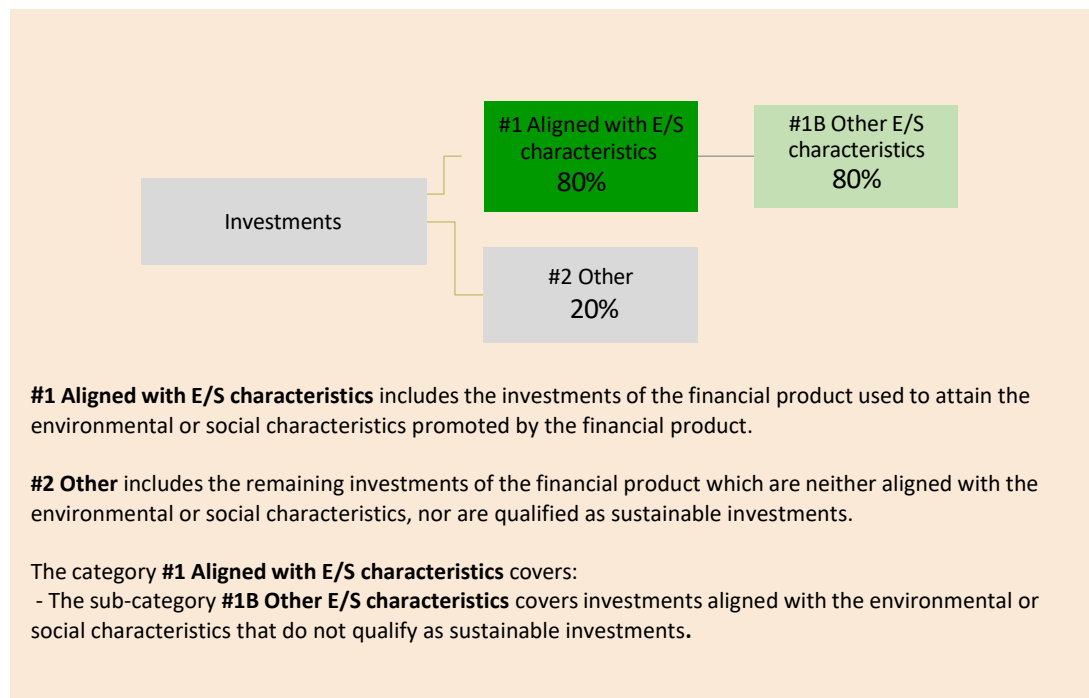 #1 Aligned with E/S
characteristics
80%
#1B Other E/S
characteristics
80%
Investments
#2 Other
20%
#1 Aligned with E/S characteristics includes the investments of the financial product used to attain the
environmental or social characteristics promoted by the financial product.
#2 Other includes the remaining investments of the financial product which are neither aligned with the
environmental or social characteristics, nor are qualified as sustainable investments.
The category #1 Aligned with E/S characteristics covers:
- The sub-category #1B Other E/S characteristics covers investments aligned with the environmental or
social characteristics that do not qualify as sustainable investments.